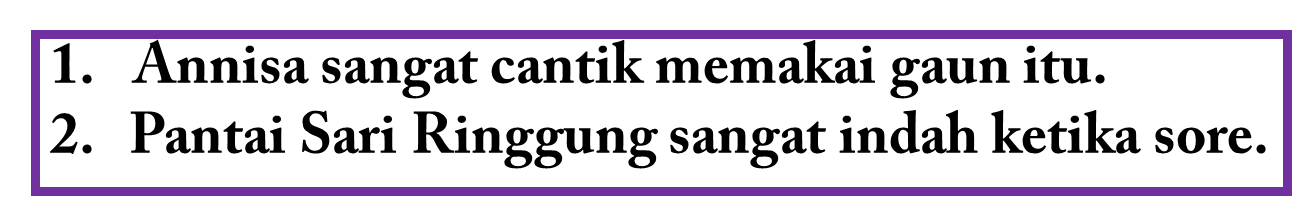 1. Annisa sangat cantik memakai gaun itu.
2. Pantai Sari Ringgung sangat indah ketika sore.